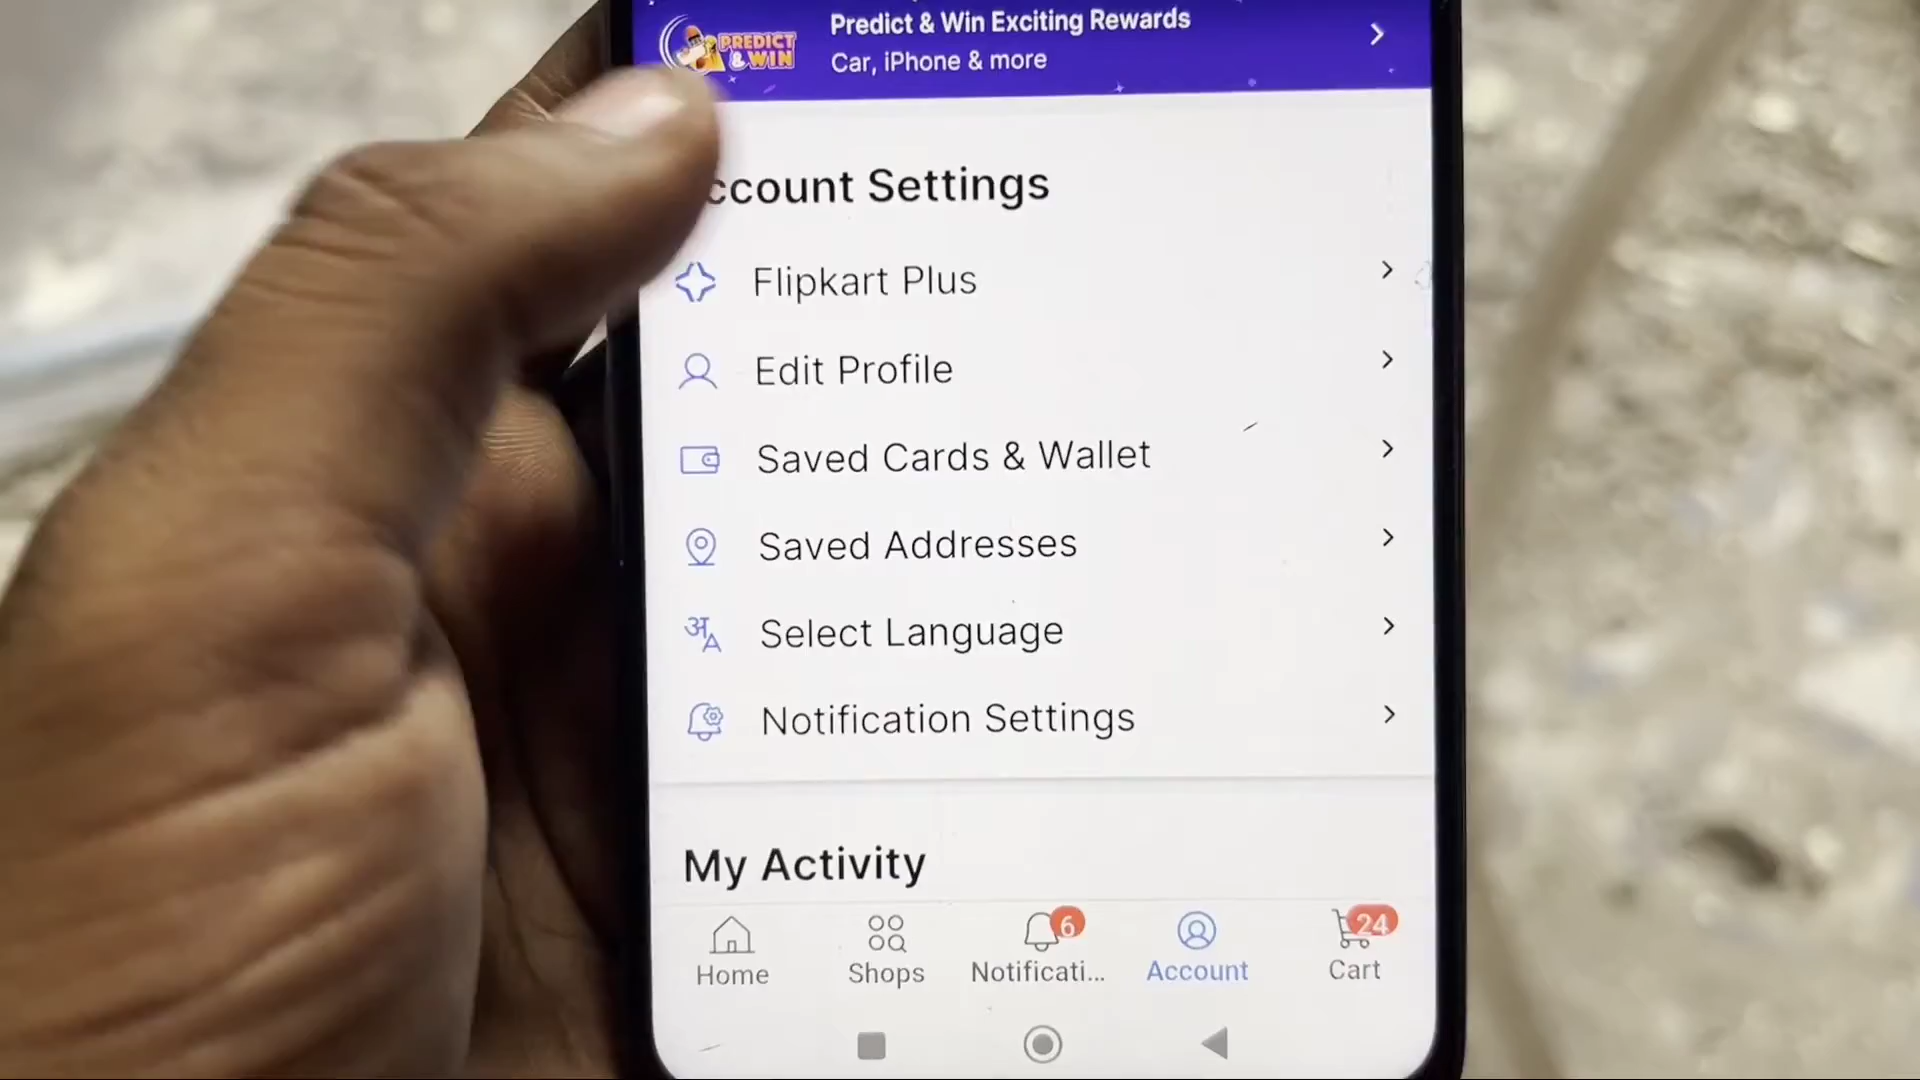 PREDICT
& WIN
Predict & Win Exciting Rewards
Car, iPhone & more
ccount Settings
Flipkart Plus
Edit Profile
Saved Cards & Wallet
Saved Addresses
अA
Select Language
Notification Settings
My Activity
6
24
Home
Shops
Notificati...
Account
Cart